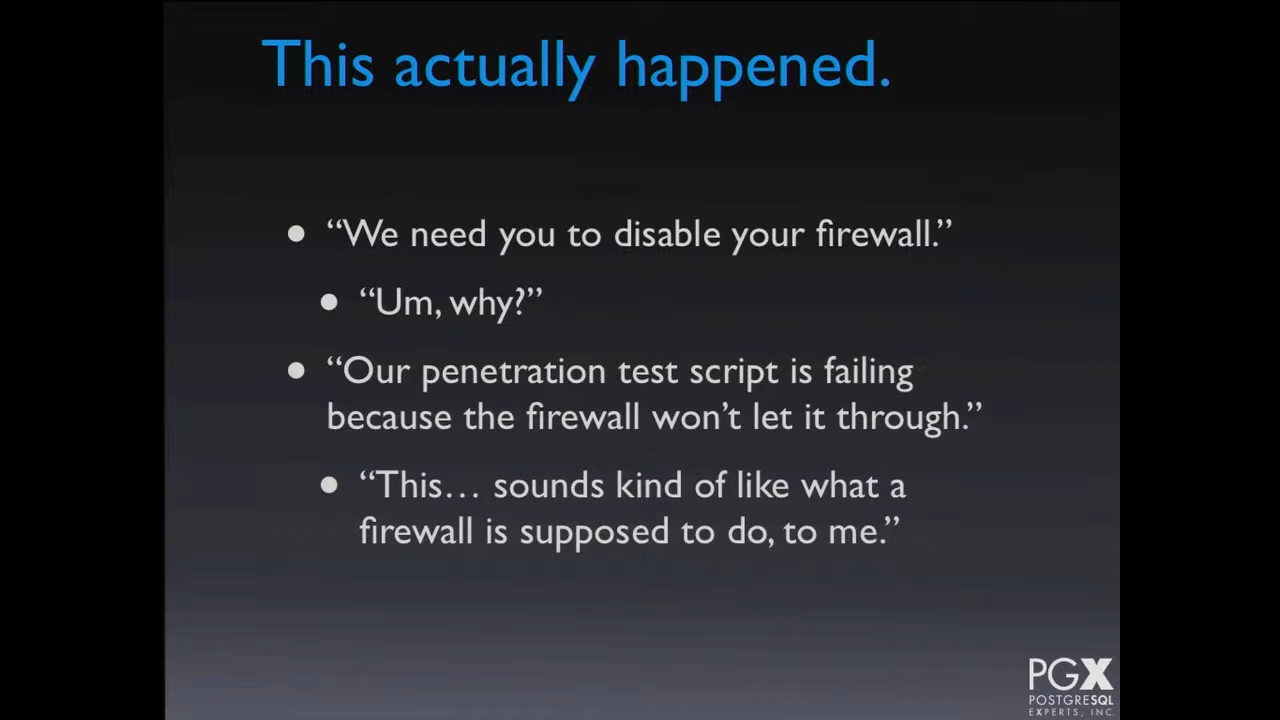 This actually happened.
• “We need you to disable your firewall.”
• “Um, why?”
• “Our penetration test script is failing
because the firewall won’t let it through.”
• “This… sounds kind of like what a
firewall is supposed to do, to me.”
PGX
POSTGRESQL
EXPERTS, INC.